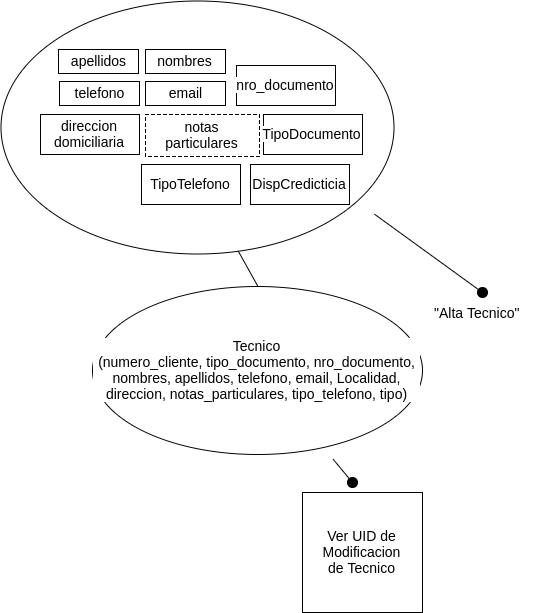 apellidos
nombres
telefono
email
nro_documento
direccion
domiciliaria
notas
particulares
TipoDocumento
TipoTelefono
DispCredicticia
"Alta Tecnico"
Tecnico
(numero_cliente, tipo_documento, nro_documento,
nombres, apellidos, telefono, email, Localidad,
direccion, notas_particulares, tipo_telefono, tipo)
Ver UID de
Modificacion
de Tecnico